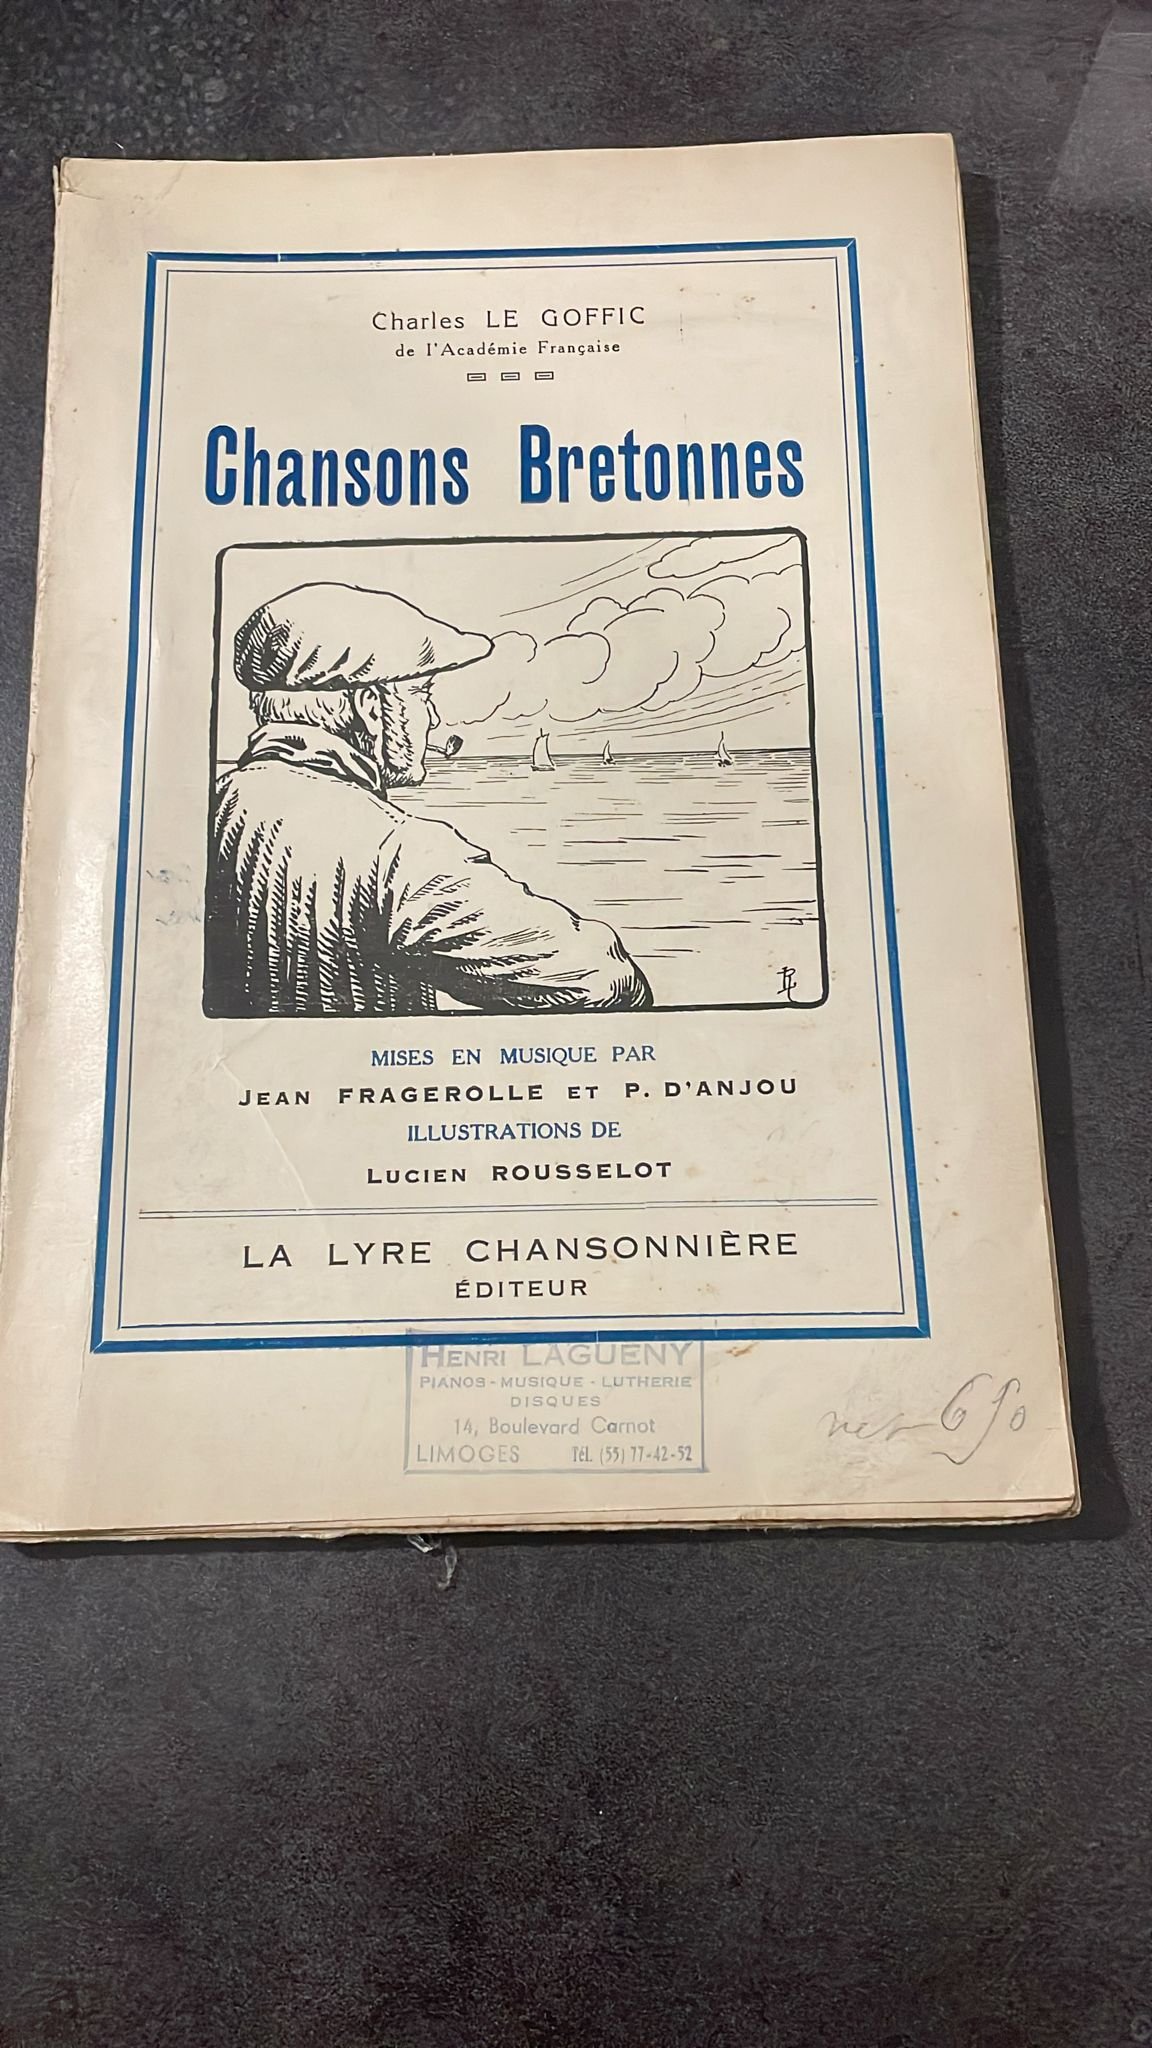 Charles LE GOFFIC
de l'Académie Française
Chansons Bretonnes
MISES EN MUSIQUE PAR
JEAN FRAGEROLLE ET P. D'ANJOU
ILLUSTRATIONS DE
LUCIEN ROUSSELOT
LA LYRE CHANSONNIÈRE
ÉDITEUR
HENRI LAGUENY
PIANOS - MUSIQUE - LUTHERIE
DISQUES
14, Boulevard Carnot
LIMOGES Tél. (55) 77-42-52